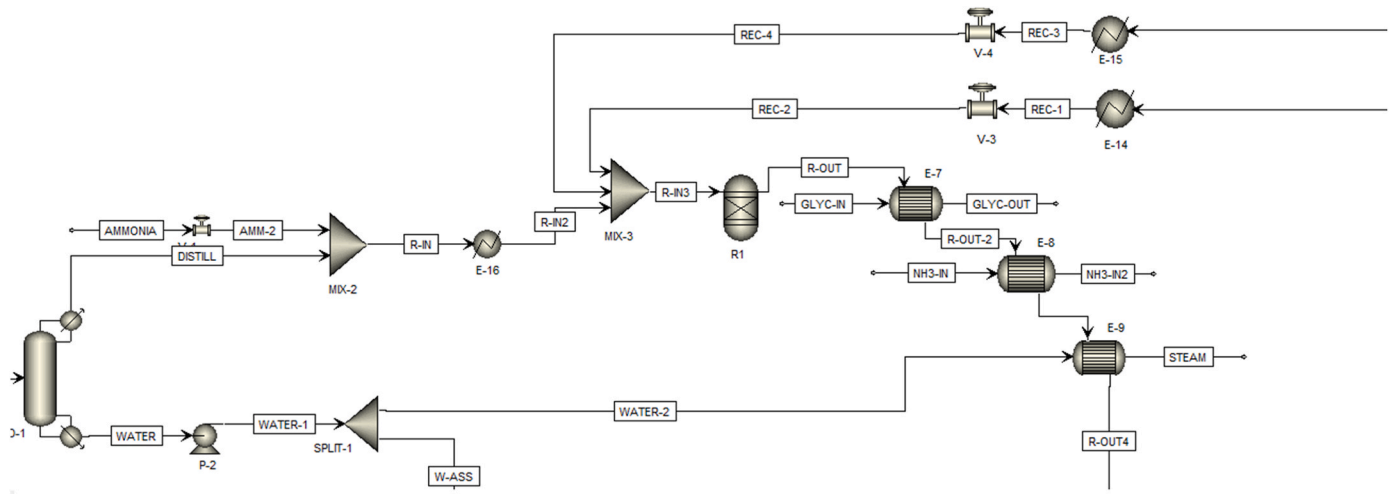 REC-4
V-4
REC-3
E-15
REC-2
V-3
REC-1
E-14
R-OUT
E-7
GLYC-IN
GLYC-OUT
R-IN3
MIX-3
R1
R-IN2
R-OUT-2
E-8
AMMONIA
AMM-2
DISTILL
R-IN
E-16
MIX-2
NH3-IN
NH3-IN2
E-9
STEAM
WATER-2
WATER
P-2
WATER-1
SPLIT-1
W-ASS
R-OUT4